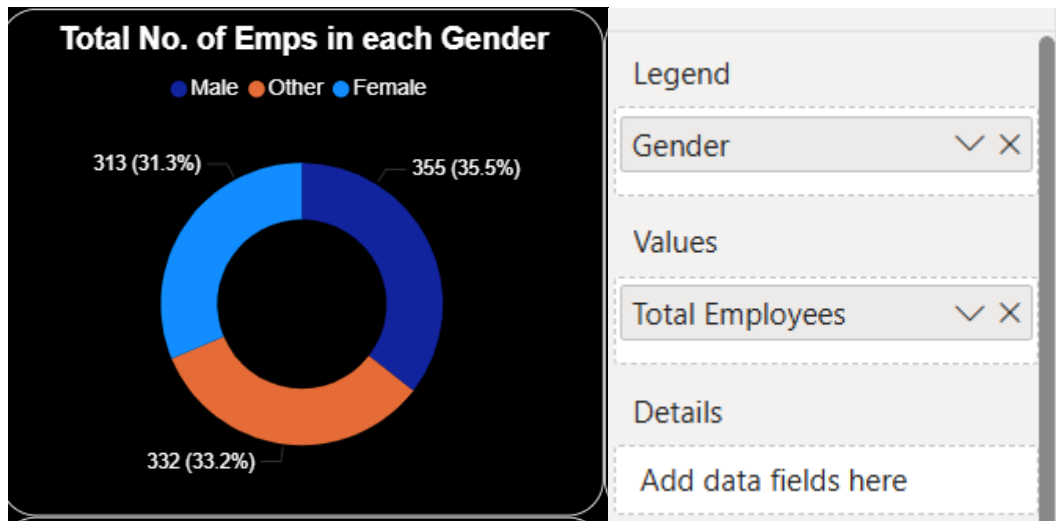 Total No. of Emps in each Gender
Male Other Female
313 (31.3%)
355 (35.5%)
332 (33.2%)
Legend
Gender
Values
Total Employees
Details
Add data fields here